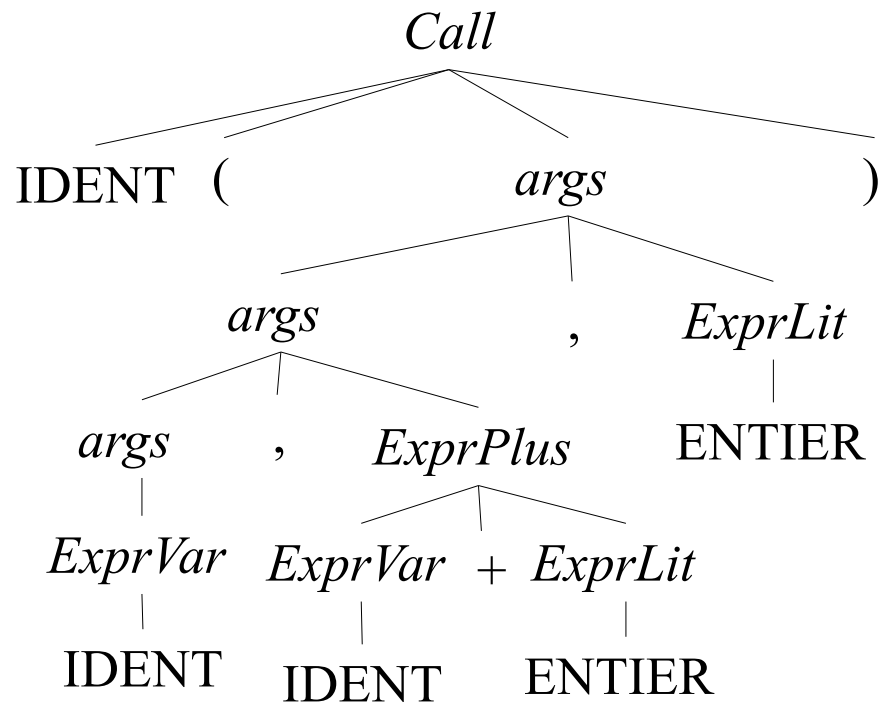 Call
IDENT ( args )
args , ExprLit
args , ExprPlus ENTIER
ExprVar ExprVar + ExprLit
IDENT IDENT ENTIER